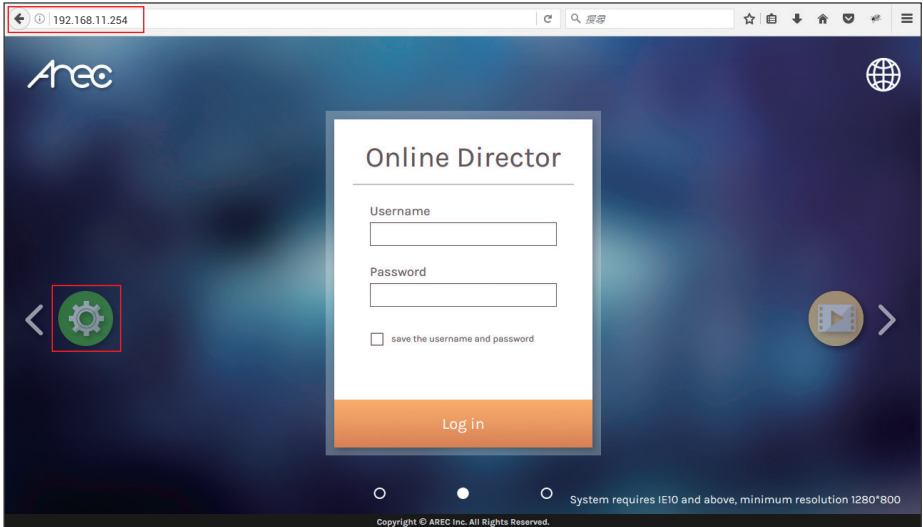 192.168.11.254
搜尋
Arec
Online Director
Username
Password
save the username and password
Log in
System requires IE10 and above, minimum resolution 1280*800
Copyright © AREC Inc. All Rights Reserved.